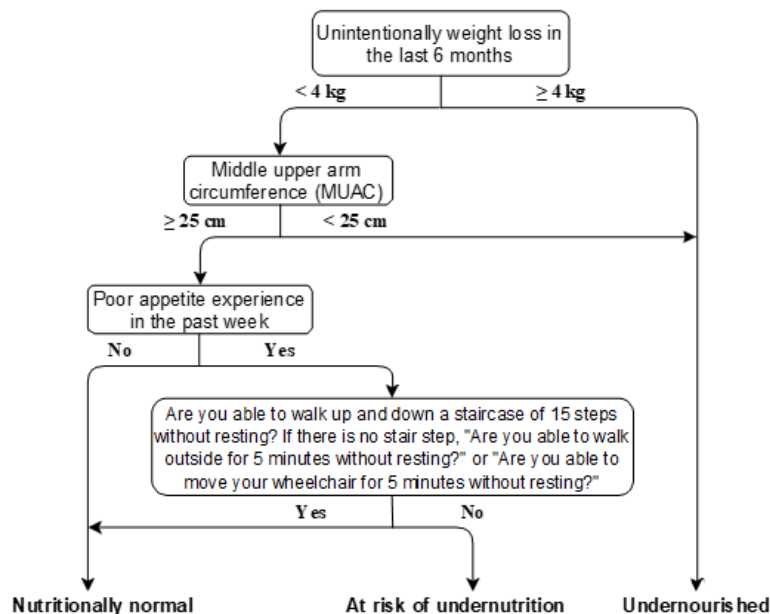 Unintentionally weight loss in
the last 6 months
< 4 kg
≥ 4 kg
Middle upper arm
circumference (MUAC)
≥ 25 cm
< 25 cm
Poor appetite experience
in the past week
No
Yes
Are you able to walk up and down a staircase of 15 steps
without resting? If there is no stair step, "Are you able to walk
outside for 5 minutes without resting?" or "Are you able to
move your wheelchair for 5 minutes without resting?"
Yes
No
Nutritionally normal
At risk of undernutrition
Undernourished